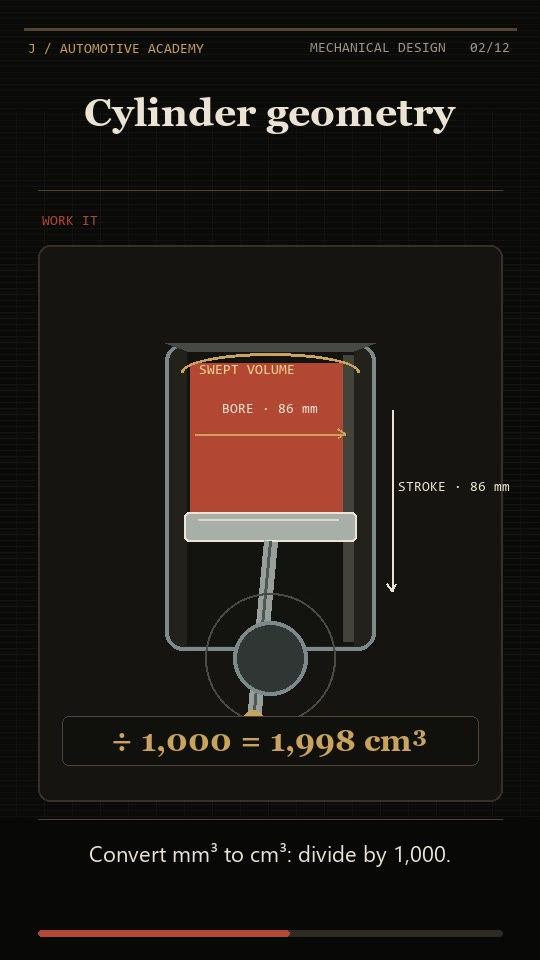 J / AUTOMOTIVE ACADEMY
MECHANICAL DESIGN 02/12
Cylinder geometry
WORK IT
SWEPT VOLUME
BORE · 86 mm
STROKE · 86 mm
÷ 1,000 = 1,998 cm³
Convert mm³ to cm³: divide by 1,000.